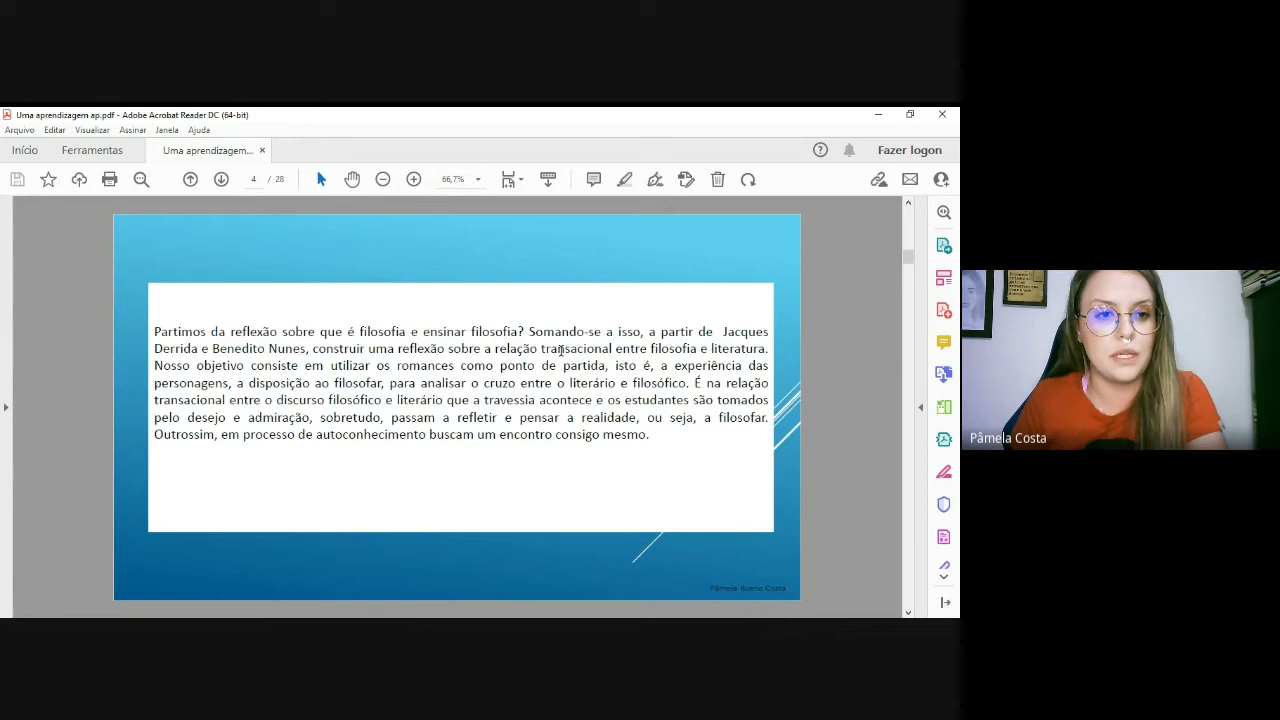 Uma aprendizagem ap.pdf - Adobe Acrobat Reader DC (64-bit)
Arquivo Editar Visualizar Assinar Janela Ajuda
Início Ferramentas Uma aprendizagem... Fazer logon
4 / 28 66,7%
Partimos da reflexão sobre que é filosofia e ensinar filosofia? Somando-se a isso, a partir de Jacques
Derrida e Benedito Nunes, construir uma reflexão sobre a relação transacional entre filosofia e literatura.
Nosso objetivo consiste em utilizar os romances como ponto de partida, isto é, a experiência das
personagens, a disposição ao filosofar, para analisar o cruzo entre o literário e filosófico. É na relação
transacional entre o discurso filosófico e literário que a travessia acontece e os estudantes são tomados
pelo desejo e admiração, sobretudo, passam a refletir e pensar a realidade, ou seja, a filosofar.
Outrossim, em processo de autoconhecimento buscam um encontro consigo mesmo.
Pâmela Bueno Costa
Pâmela Costa